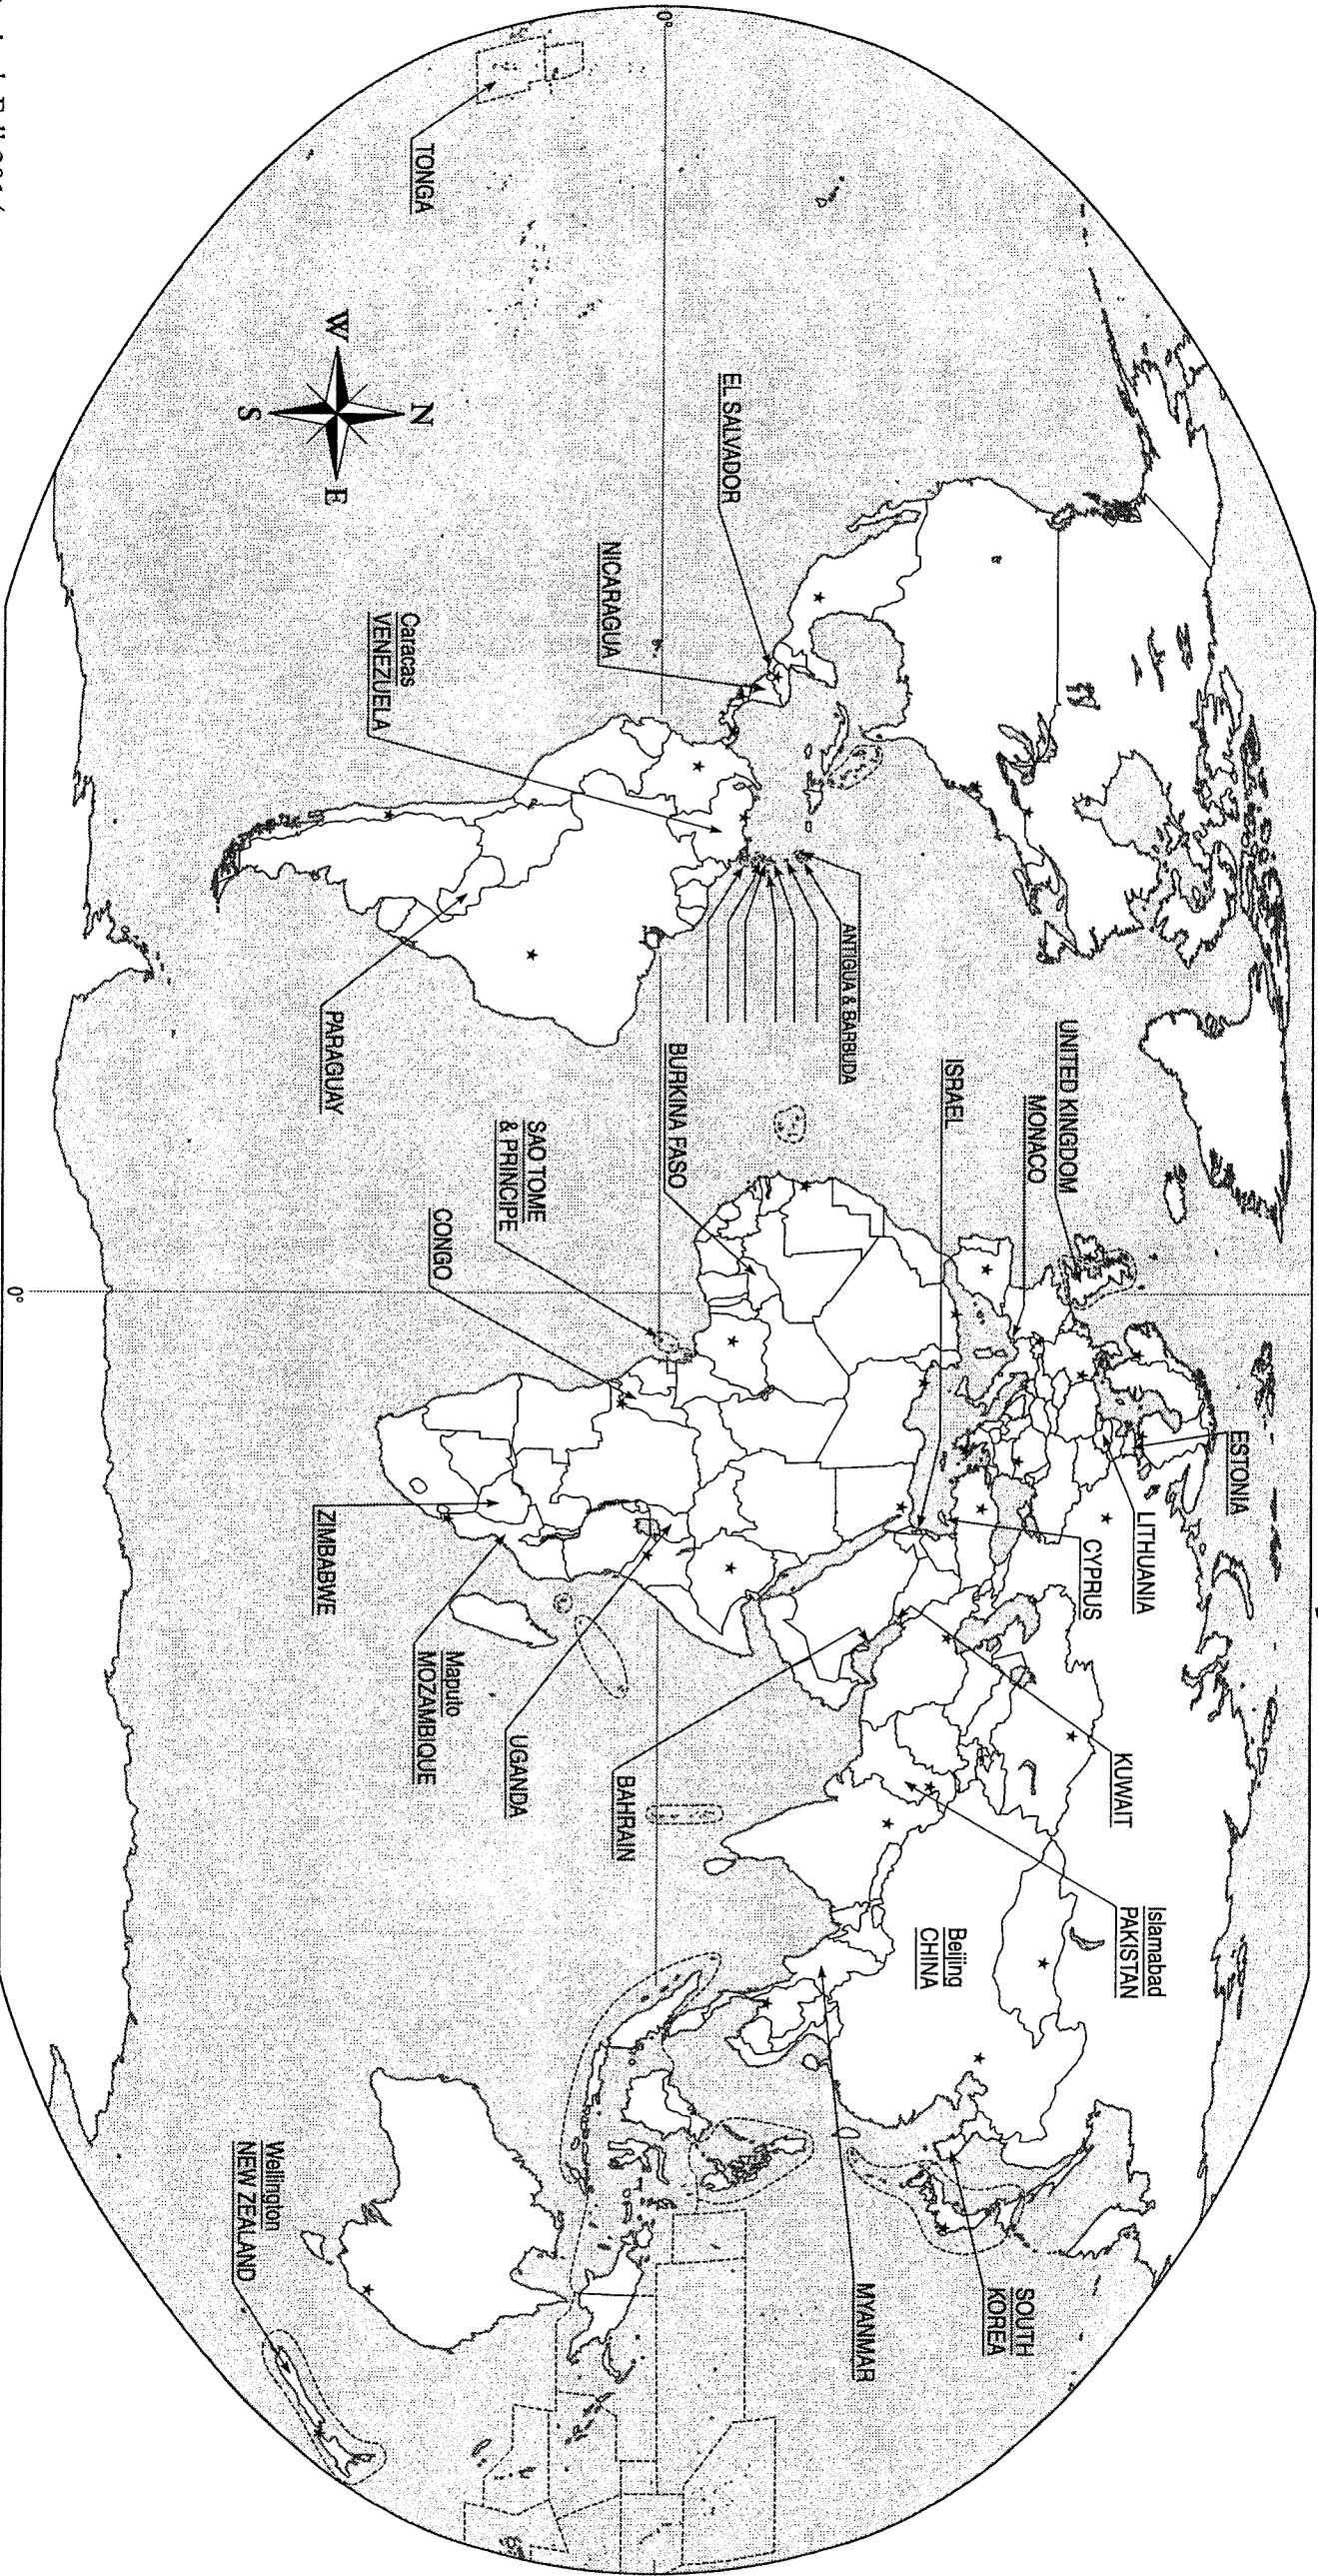 0°
TONGA
N
W
E
S
EL SALVADOR
NICARAGUA
Caracas
VENEZUELA
PARAGUAY
ANTIGUA & BARBUDA
UNITED KINGDOM
MONACO
ISRAEL
BURKINA FASO
SAO TOME
& PRINCIPE
CONGO
0°
ESTONIA
LITHUANIA
CYPRUS
ZIMBABWE
Maputo
MOZAMBIQUE
UGANDA
BAHRAIN
KUWAIT
Islamabad
PAKISTAN
Beijing
CHINA
SOUTH
KOREA
MYANMAR
Wellington
NEW ZEALAND